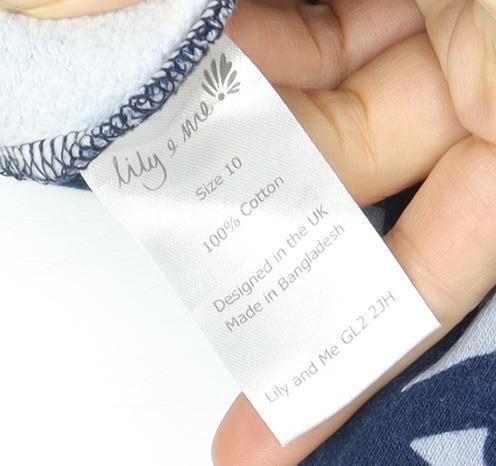 lily & me
Size 10
100% Cotton
Designed in the UK
Made in Bangladesh
Lily and Me GL2 2JH